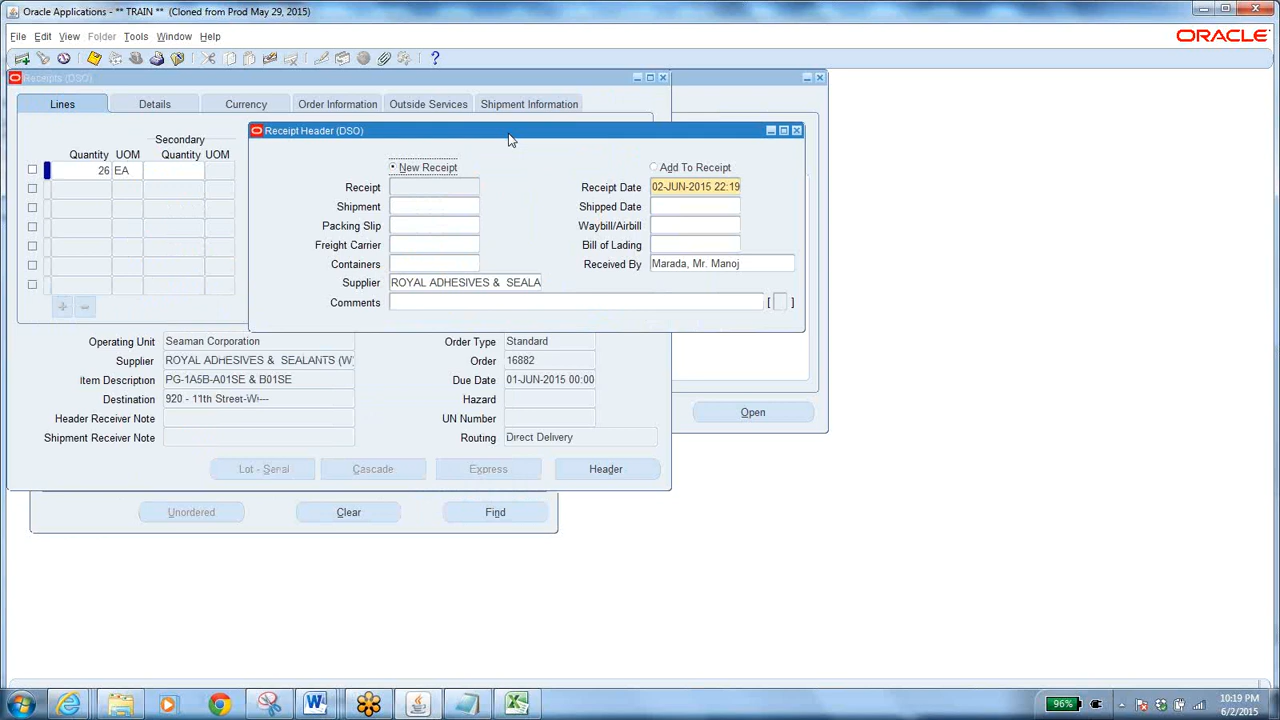 Oracle Applications - ** TRAIN ** (Cloned from Prod May 29, 2015)
File Edit View Folder Tools Window Help
ORACLE
Receipts (DSO)
Lines Details Currency Order Information Outside Services Shipment Information
Secondary
Quantity UOM Quantity UOM
26 EA
Receipt Header (DSO)
New Receipt Add To Receipt
Receipt Receipt Date 02-JUN-2015 22:19
Shipment Shipped Date
Packing Slip Waybill/Airbill
Freight Carrier Bill of Lading
Containers Received By Marada, Mr. Manoj
Supplier ROYAL ADHESIVES & SEALA
Comments [ ]
Operating Unit Seaman Corporation Order Type Standard
Supplier ROYAL ADHESIVES & SEALANTS (W) Order 16882
Item Description PG-1A5B-A01SE & B01SE Due Date 01-JUN-2015 00:00
Destination 920 - 11th Street-W Hazard
Header Receiver Note UN Number
Shipment Receiver Note Routing Direct Delivery
Open
Lot - Serial Cascade Express Header
Unordered Clear Find
96%
10:19 PM
6/2/2015